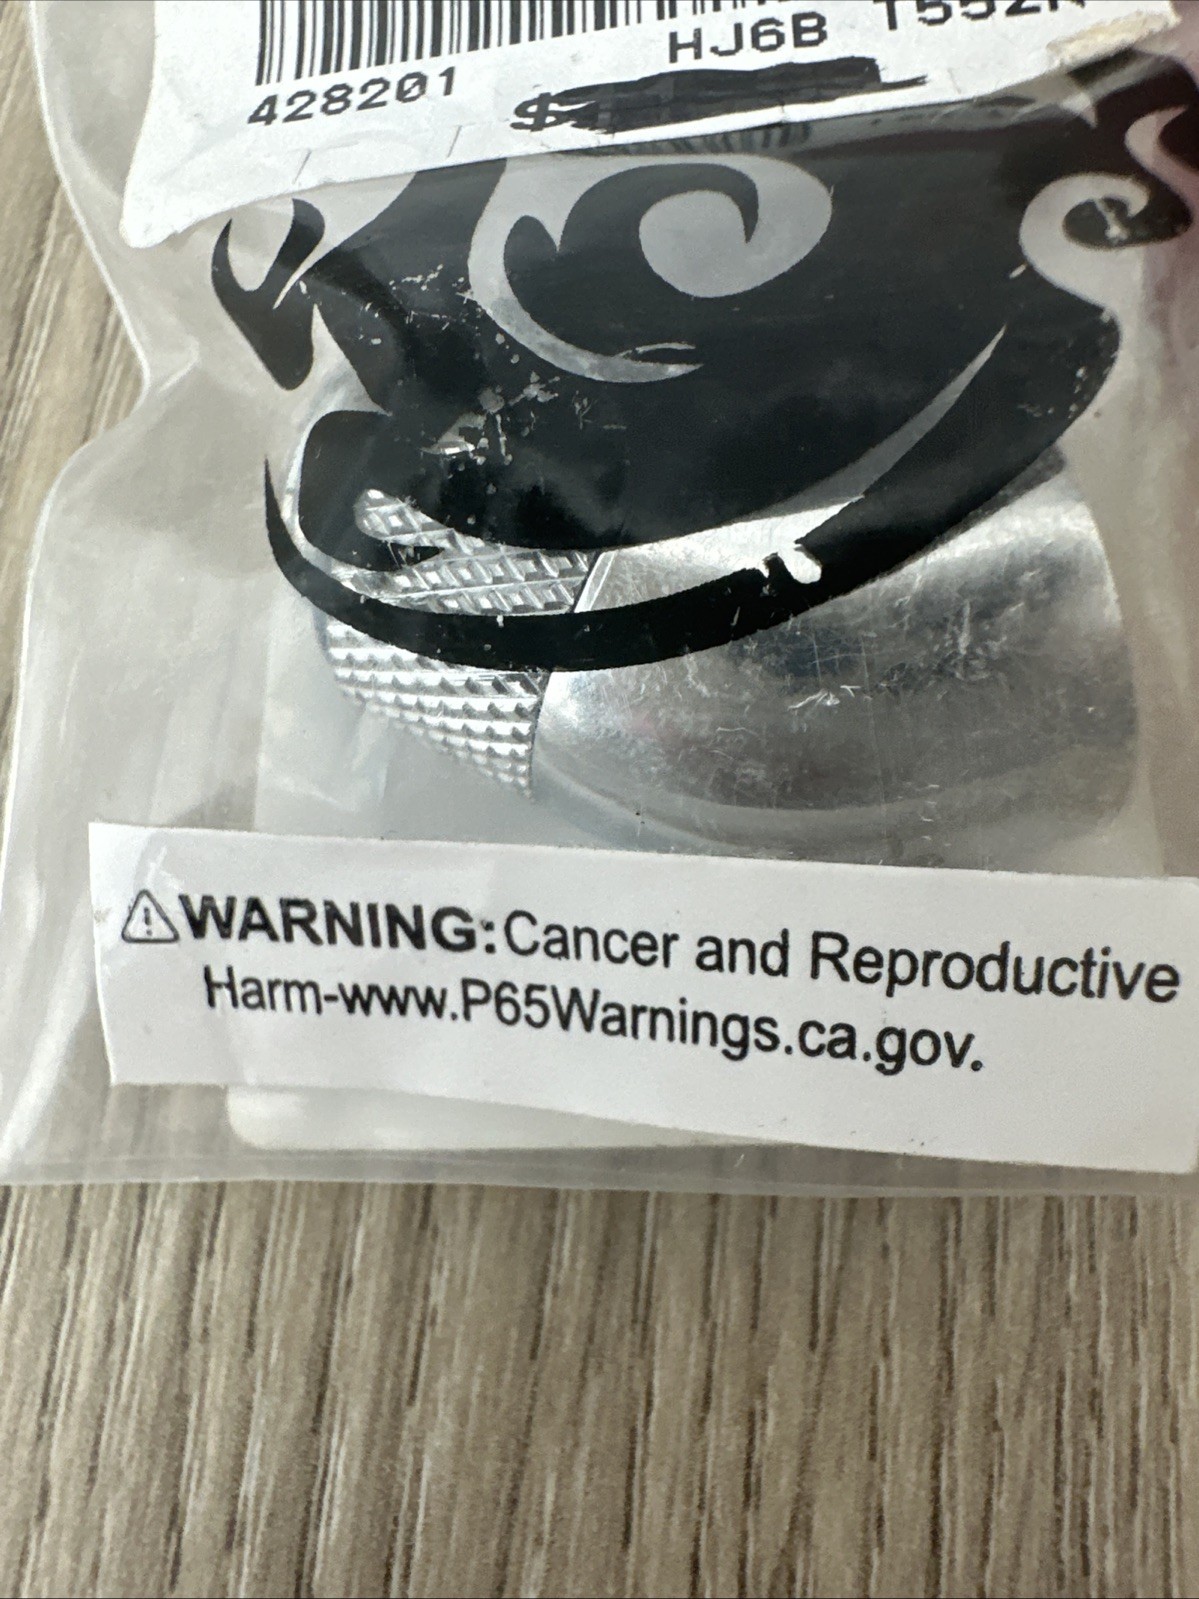 HJ6B
428201
$
⚠WARNING:Cancer and Reproductive
Harm-www.P65Warnings.ca.gov.